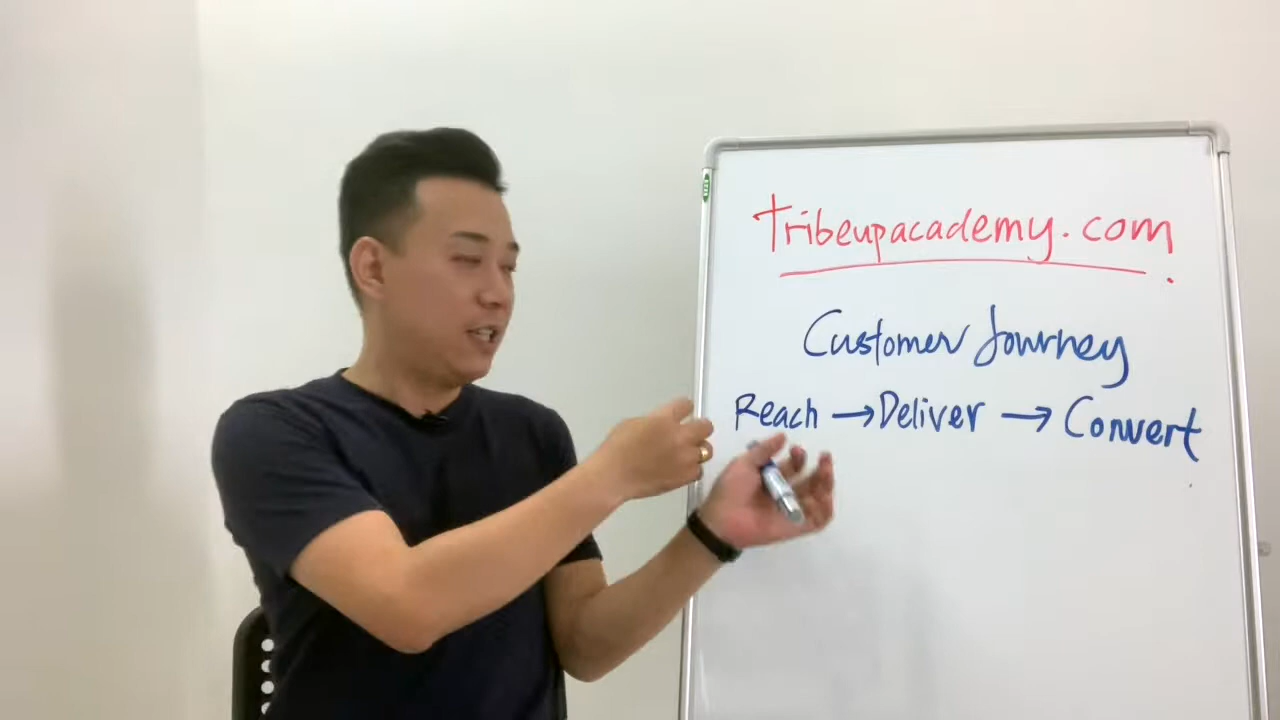 Tribeupacademy.com
Customer Journey
Reach → Deliver → Convert